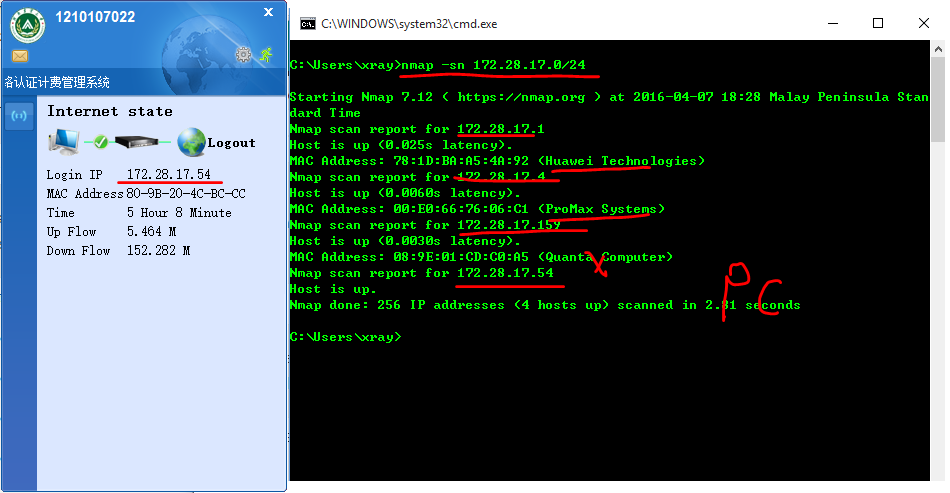 1210107022
各认证计费管理系统
Internet state
Logout
Login IP 172.28.17.54
MAC Address 80-9B-20-4C-BC-CC
Time 5 Hour 8 Minute
Up Flow 5.464 M
Down Flow 152.282 M
C:\WINDOWS\system32\cmd.exe
C:\Users\xray>nmap -sn 172.28.17.0/24
Starting Nmap 7.12 ( https://nmap.org ) at 2016-04-07 18:28 Malay Peninsula Stan
dard Time
Nmap scan report for 172.28.17.1
Host is up (0.025s latency).
MAC Address: 78:1D:BA:A5:4A:92 (Huawei Technologies)
Nmap scan report for 172.28.17.4
Host is up (0.0060s latency).
MAC Address: 00:E0:66:76:06:C1 (ProMax Systems)
Nmap scan report for 172.28.17.159
Host is up (0.0030s latency).
MAC Address: 08:9E:01:CD:C0:A5 (Quanta Computer)
Nmap scan report for 172.28.17.54
Host is up.
Nmap done: 256 IP addresses (4 hosts up) scanned in 2.81 seconds
C:\Users\xray>
x
PC